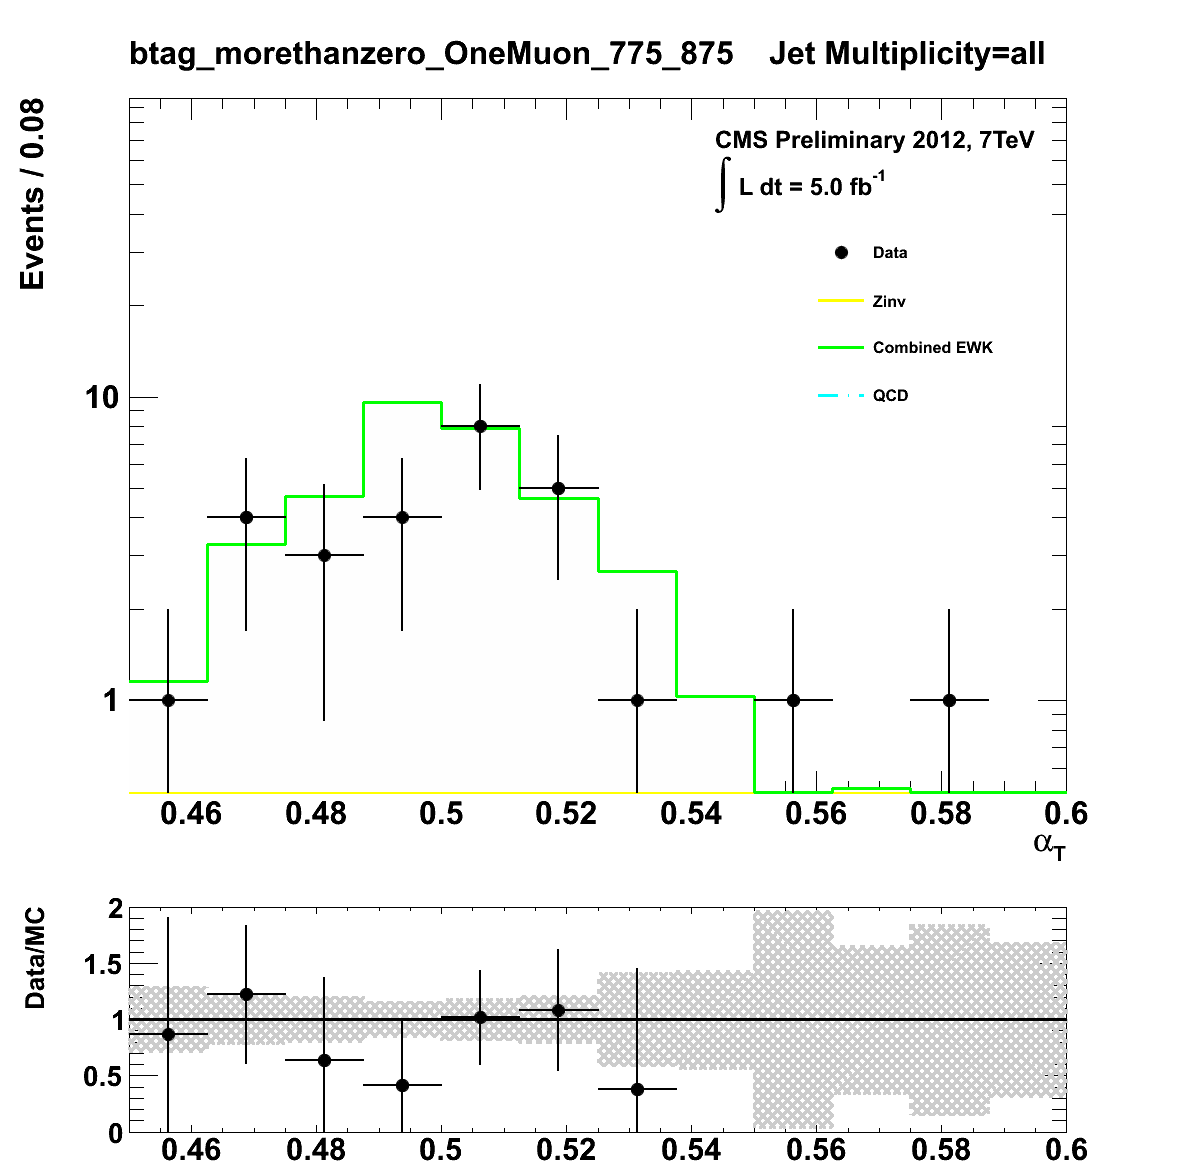 btag_morethanzero_OneMuon_775_875 Jet Multiplicity=all
Events / 0.08
CMS Preliminary 2012, 7TeV
∫ L dt = 5.0 fb⁻¹
Data
Zinv
Combined EWK
QCD
10
1
0.46 0.48 0.5 0.52 0.54 0.56 0.58 0.6
α_T
Data/MC
2
1.5
1
0.5
0
0.46 0.48 0.5 0.52 0.54 0.56 0.58 0.6